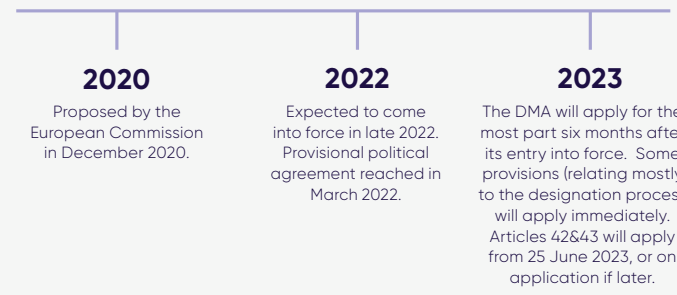 2020
Proposed by the
European Commission
in December 2020.
2022
Expected to come
into force in late 2022.
Provisional political
agreement reached in
March 2022.
2023
The DMA will apply for the
most part six months after
its entry into force. Some
provisions (relating mostly
to the designation process
will apply immediately.
Articles 42&43 will apply
from 25 June 2023, or on
application if later.